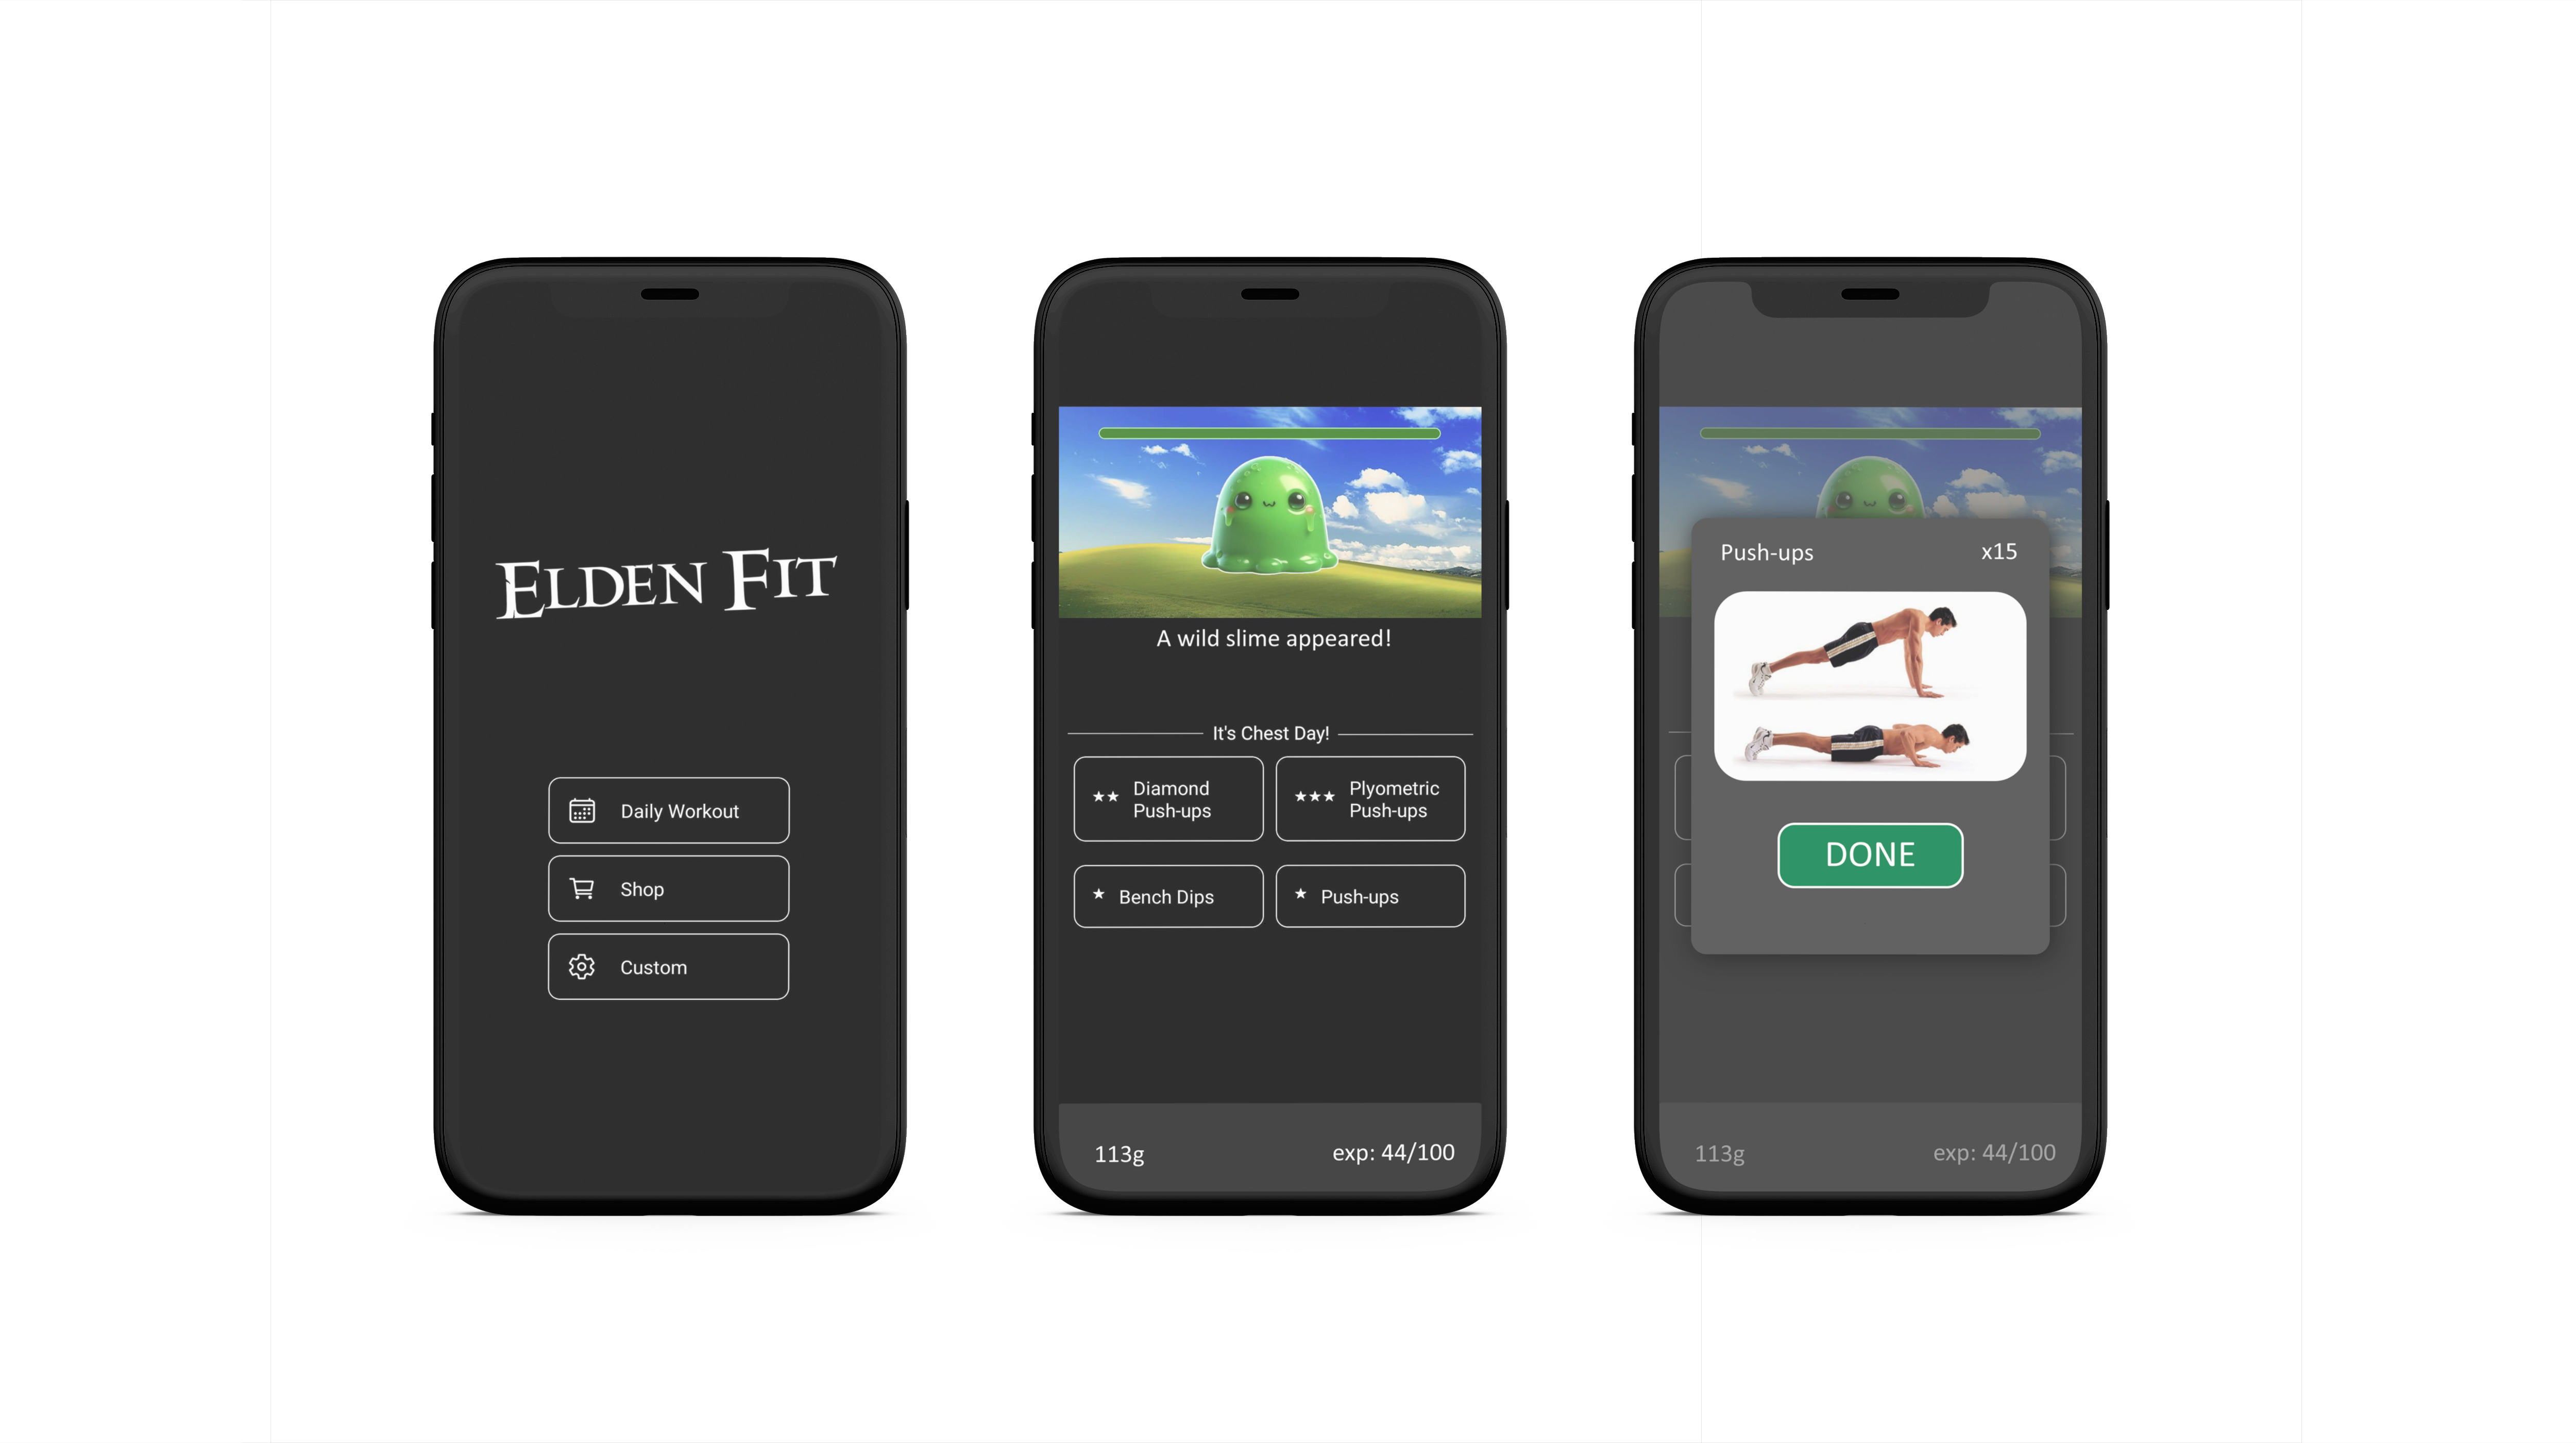 ELDEN FIT
Daily Workout
Shop
Custom
A wild slime appeared!
It's Chest Day!
★★ Diamond
Push-ups
★★★ Plyometric
Push-ups
★ Bench Dips
★ Push-ups
113g
exp: 44/100
Push-ups
x15
DONE
113g
exp: 44/100